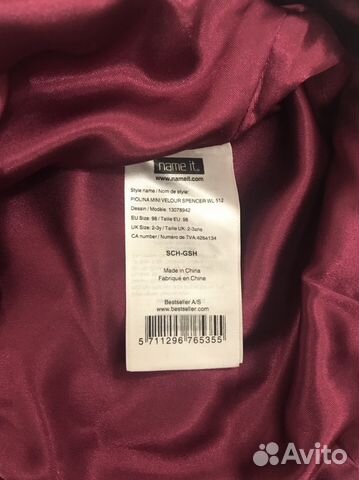 name it.
www.nameit.com
Style name / Nom de style:
PIOLINA MINI VELOUR SPENCER WL 512
Dessin / Modèle: 13078942
EU Size: 98 / Taille EU: 98
UK Size: 2-3y / Taille UK: 2-3ans
CA number / Numéro de TVA:4264134
SCH-GSH
Made in China
Fabriqué en Chine
Bestseller A/S
www.bestseller.com
5 711296 765355
Avito